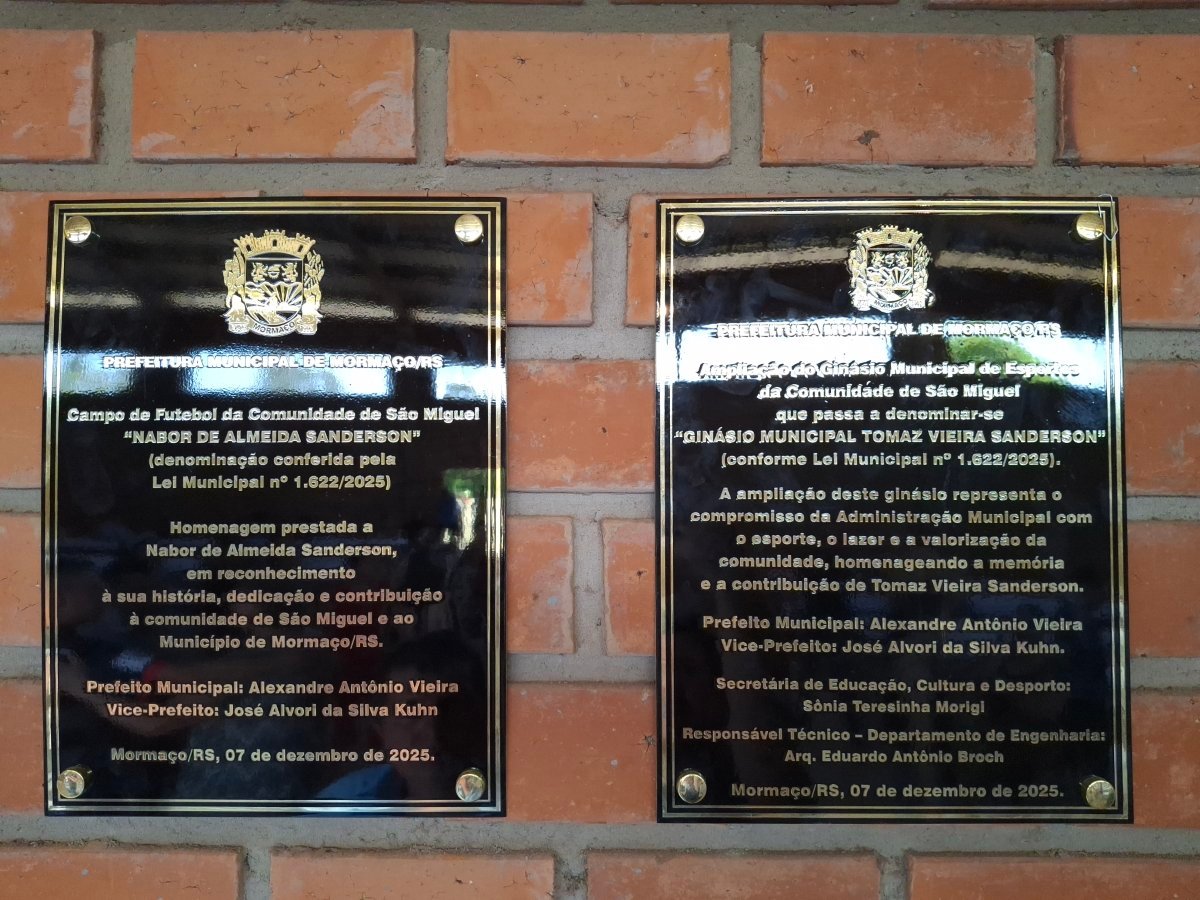 MORMAÇO
PREFEITURA MUNICIPAL DE MORMAÇO/RS
Campo de Futebol da Comunidade de São Miguel
“NABOR DE ALMEIDA SANDERSON”
(denominação conferida pela
Lei Municipal nº 1.622/2025)
Homenagem prestada a
Nabor de Almeida Sanderson,
em reconhecimento
à sua história, dedicação e contribuição
à comunidade de São Miguel e ao
Município de Mormaço/RS.
Prefeito Municipal: Alexandre Antônio Vieira
Vice-Prefeito: José Alvori da Silva Kuhn
Mormaço/RS, 07 de dezembro de 2025.
MORMAÇO
PREFEITURA MUNICIPAL DE MORMAÇO/RS
Ampliação do Ginásio Municipal de Esportes
da Comunidade de São Miguel
que passa a denominar-se
“GINÁSIO MUNICIPAL TOMAZ VIEIRA SANDERSON”
(conforme Lei Municipal nº 1.622/2025).
A ampliação deste ginásio representa o
compromisso da Administração Municipal com
o esporte, o lazer e a valorização da
comunidade, homenageando a memória
e a contribuição de Tomaz Vieira Sanderson.
Prefeito Municipal: Alexandre Antônio Vieira
Vice-Prefeito: José Alvori da Silva Kuhn.
Secretária de Educação, Cultura e Desporto:
Sônia Teresinha Morigi
Responsável Técnico – Departamento de Engenharia:
Arq. Eduardo Antônio Broch
Mormaço/RS, 07 de dezembro de 2025.